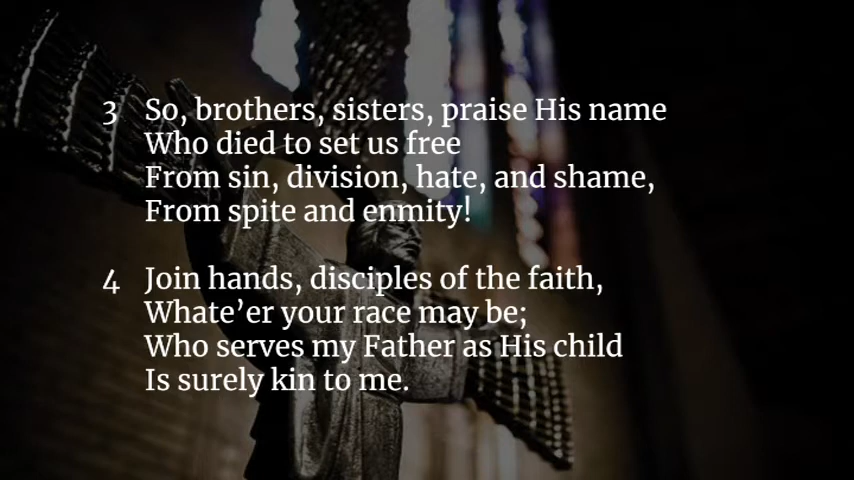 3 So, brothers, sisters, praise His name
Who died to set us free
From sin, division, hate, and shame,
From spite and enmity!
4 Join hands, disciples of the faith,
Whate’er your race may be;
Who serves my Father as His child
Is surely kin to me.